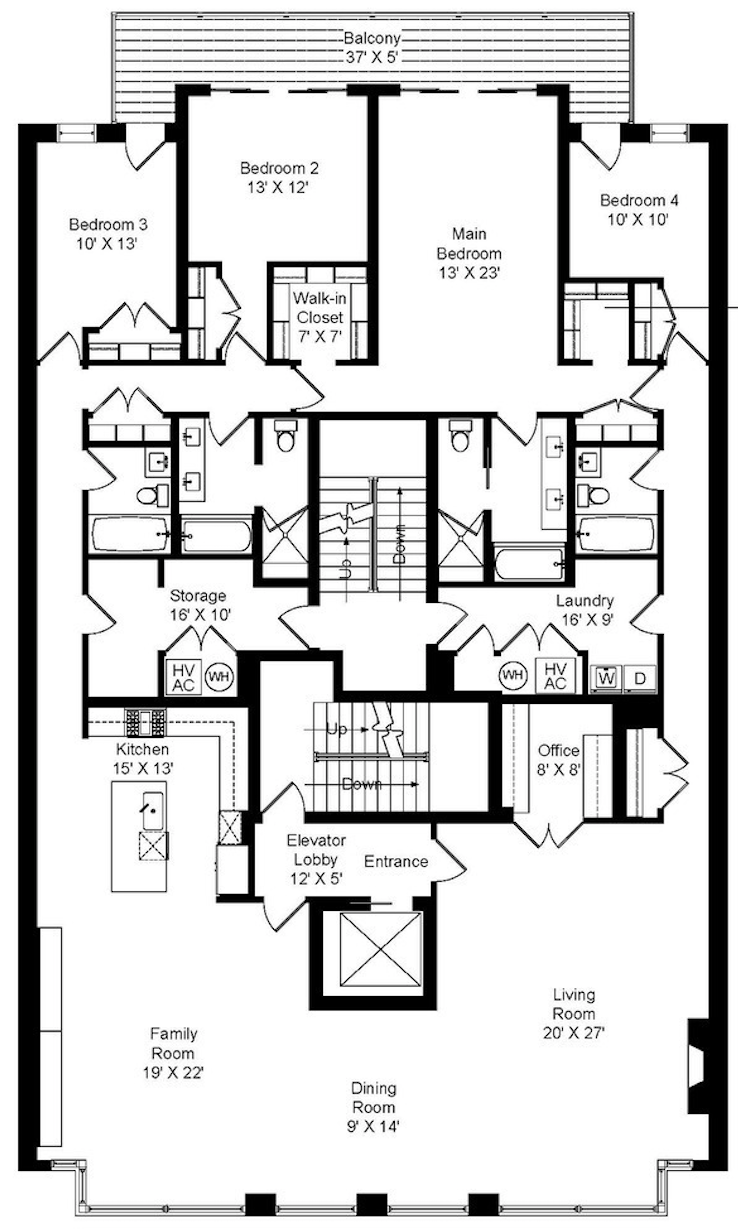 Balcony
37' X 5'
Bedroom 2
13' X 12'
Bedroom 3
10' X 13'
Bedroom 4
10' X 10'
Main
Bedroom
13' X 23'
Walk-in
Closet
7' X 7'
Up
Down
Storage
16' X 10'
Laundry
16' X 9'
HV
AC
WH
WH
HV
AC
W
D
Kitchen
15' X 13'
Up
Down
Office
8' X 8'
Elevator
Lobby
12' X 5'
Entrance
Living
Room
20' X 27'
Family
Room
19' X 22'
Dining
Room
9' X 14'